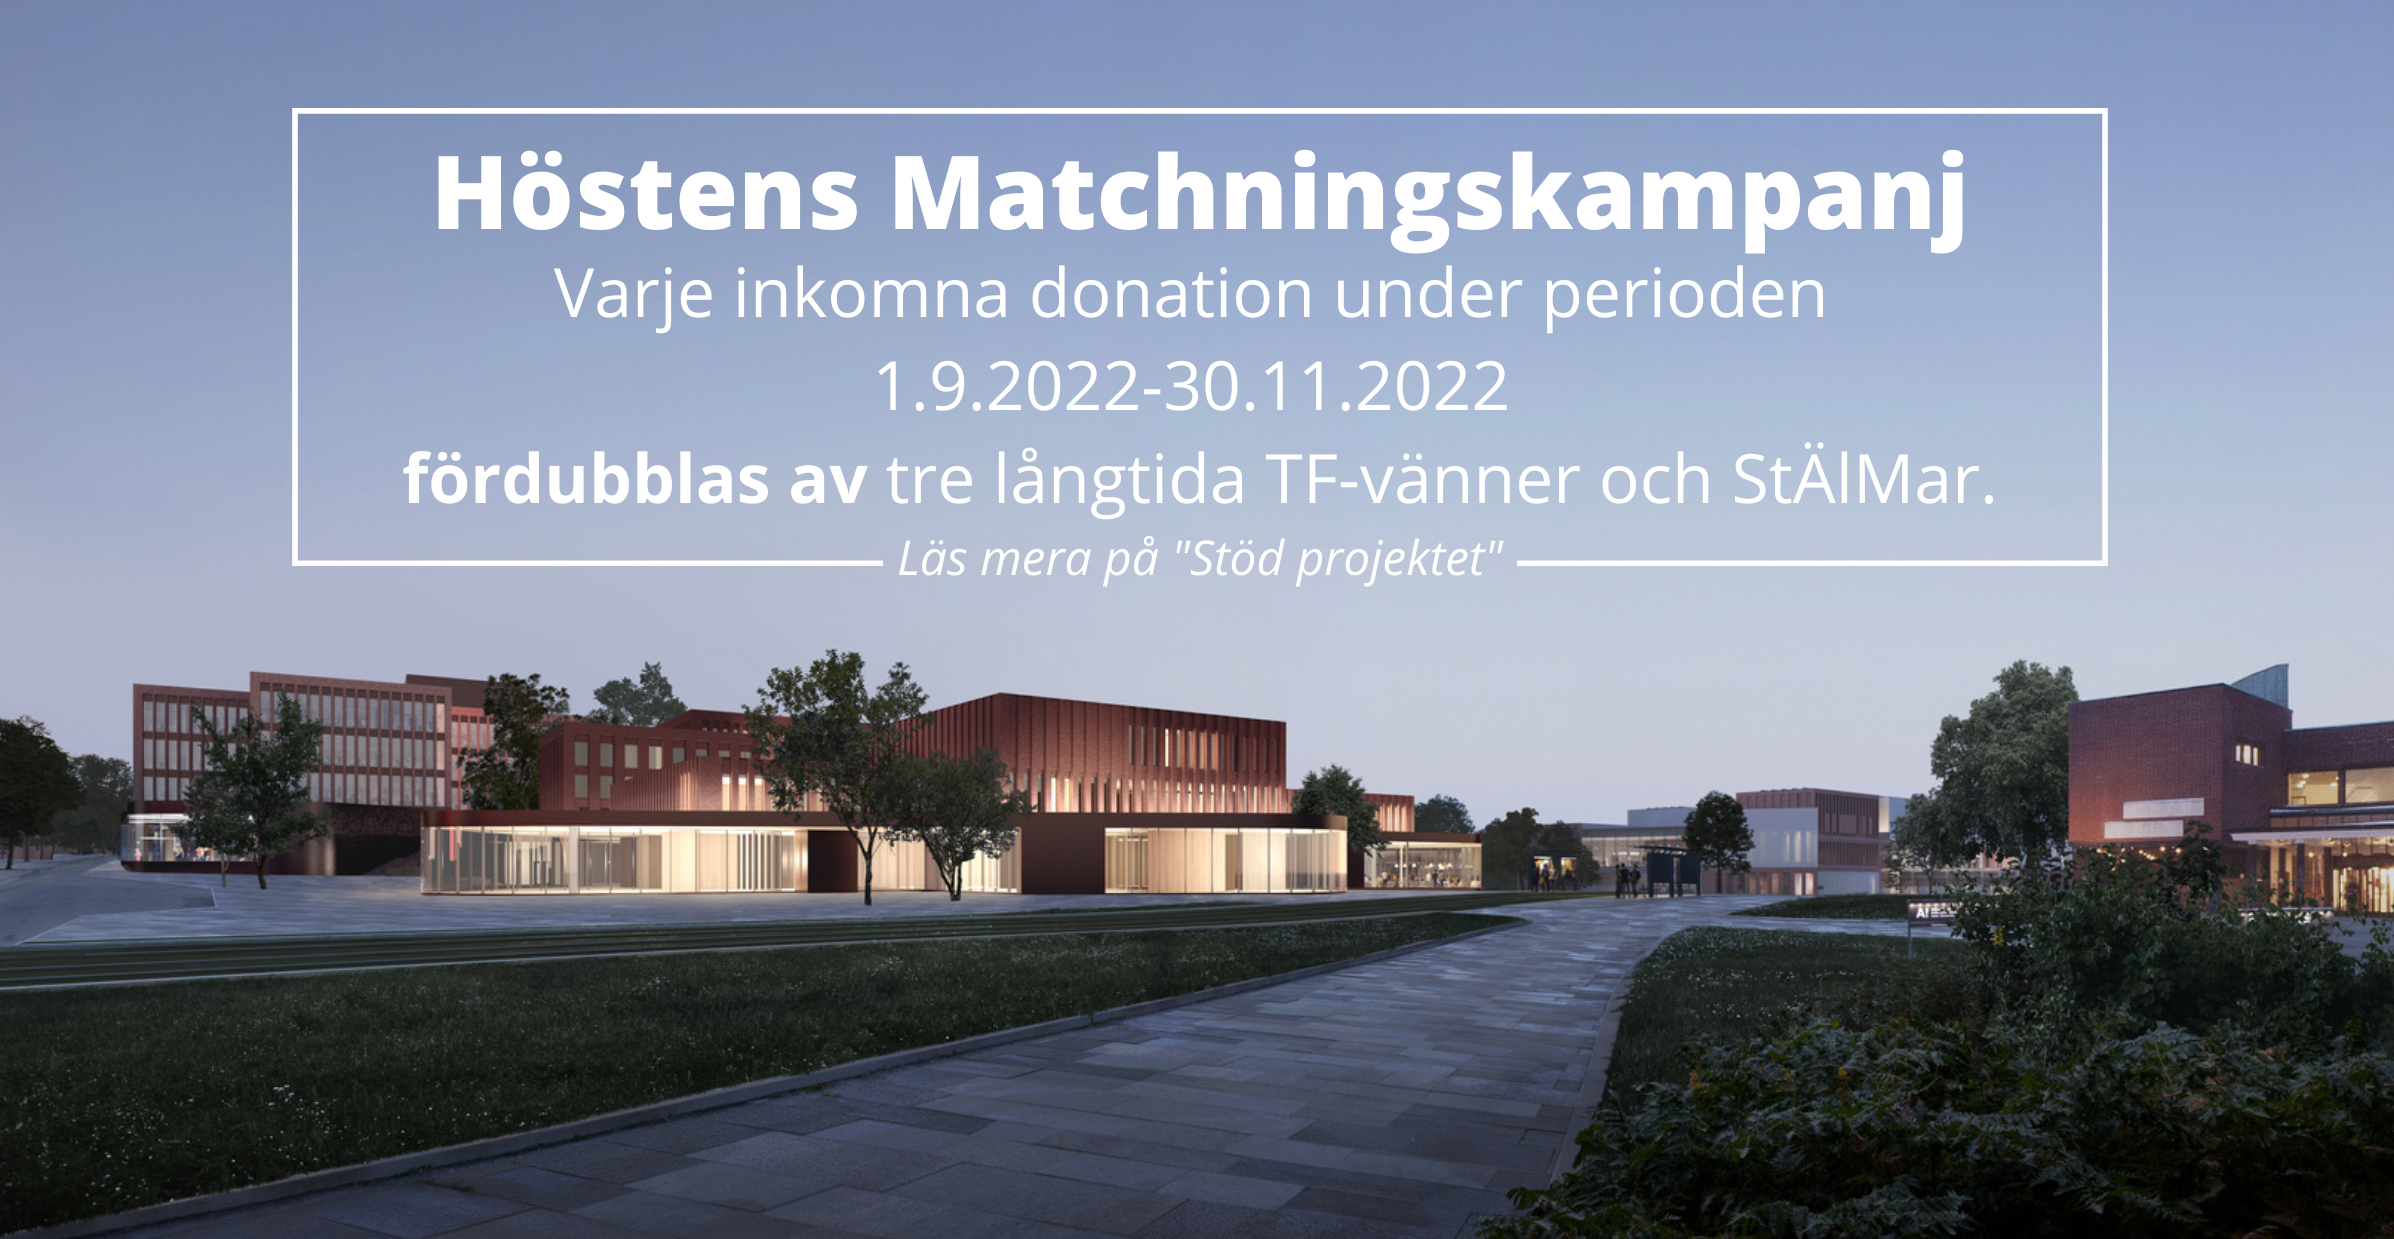 Höstens Matchningskampanj
Varje inkomna donation under perioden
1.9.2022-30.11.2022
fördubblas av tre långtida TF-vänner och StÄlMar.
Läs mera på "Stöd projektet"